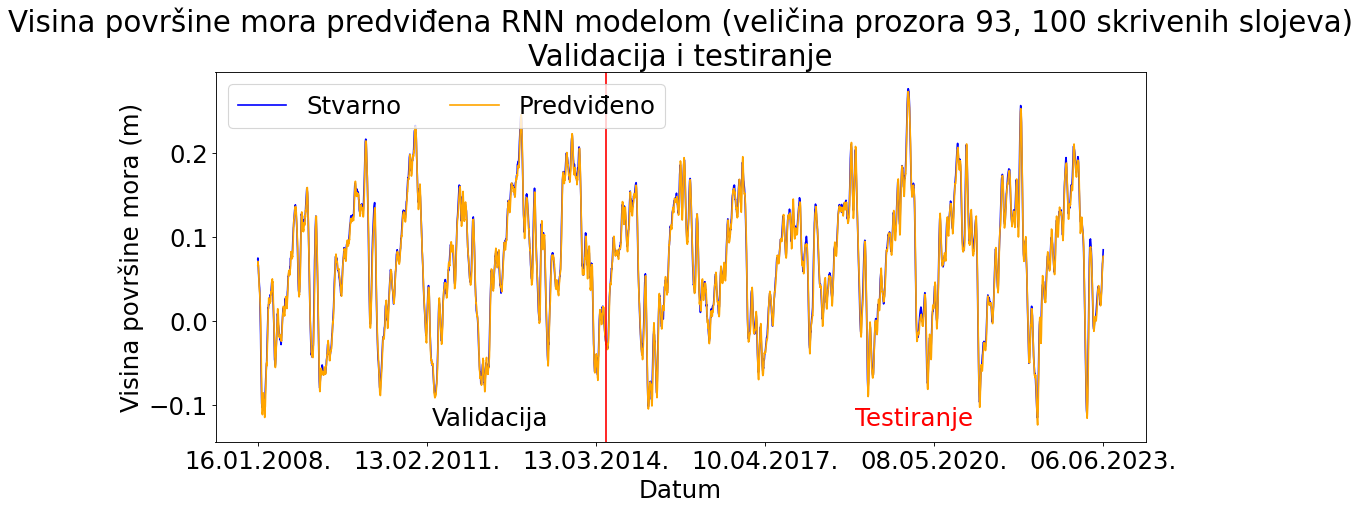 Visina površine mora predviđena RNN modelom (veličina prozora 93, 100 skrivenih slojeva)
Validacija i testiranje
Stvarno
Predviđeno
Visina površine mora (m)
0.2
0.1
0.0
−0.1
Validacija
Testiranje
16.01.2008.
13.02.2011.
13.03.2014.
10.04.2017.
08.05.2020.
06.06.2023.
Datum